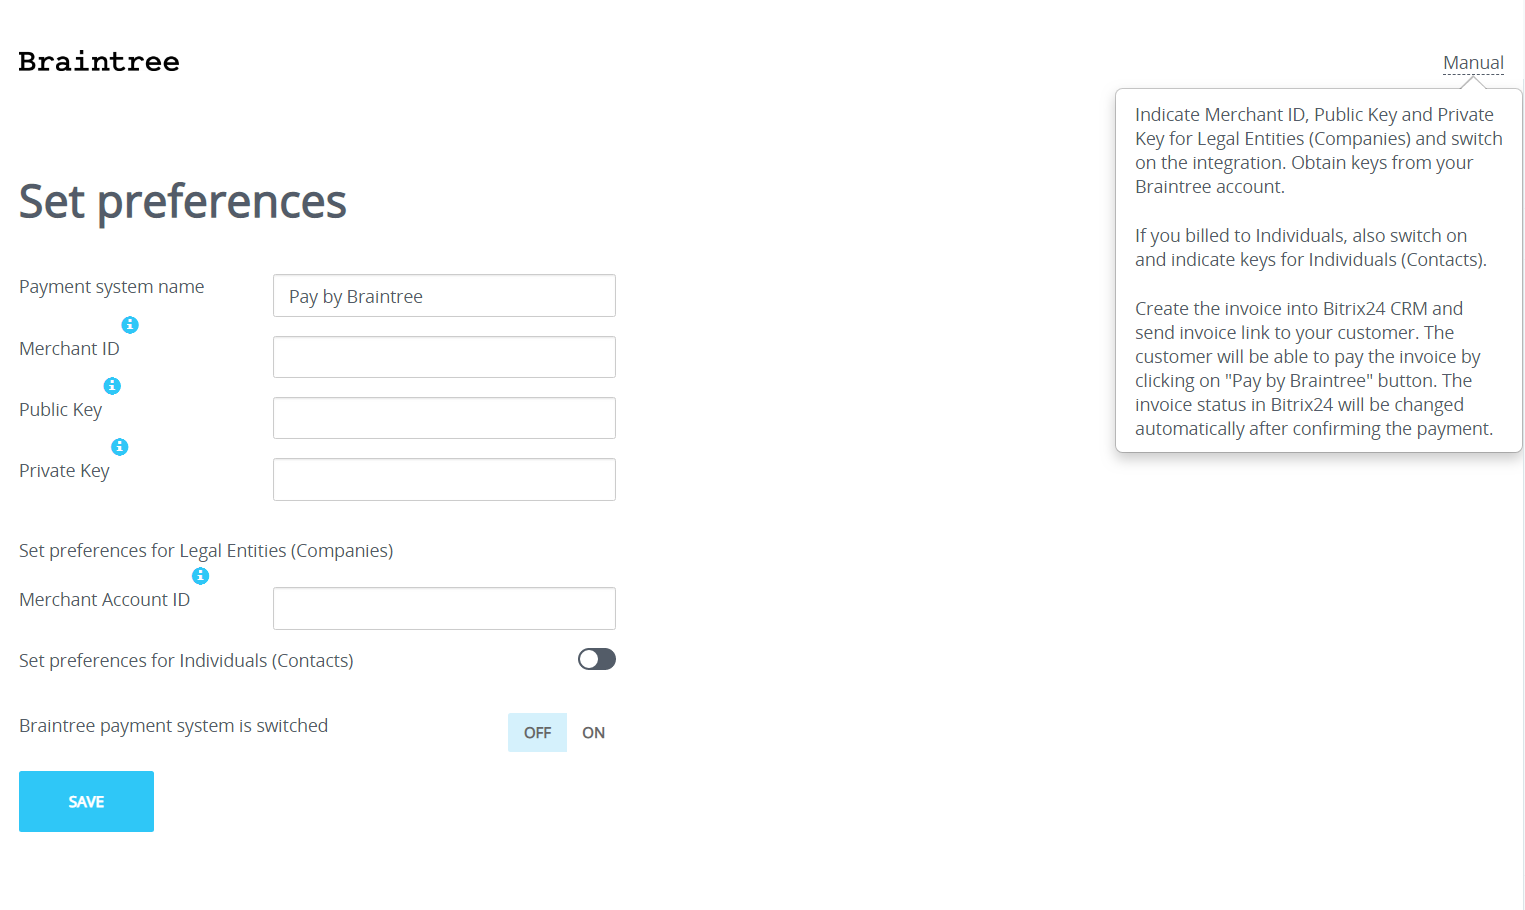 Braintree
Manual
Indicate Merchant ID, Public Key and Private
Key for Legal Entities (Companies) and switch
on the integration. Obtain keys from your
Braintree account.
If you billed to Individuals, also switch on
and indicate keys for Individuals (Contacts).
Create the invoice into Bitrix24 CRM and
send invoice link to your customer. The
customer will be able to pay the invoice by
clicking on "Pay by Braintree" button. The
invoice status in Bitrix24 will be changed
automatically after confirming the payment.
Set preferences
Payment system name
Pay by Braintree
Merchant ID
Public Key
Private Key
Set preferences for Legal Entities (Companies)
Merchant Account ID
Set preferences for Individuals (Contacts)
Braintree payment system is switched
OFF ON
SAVE